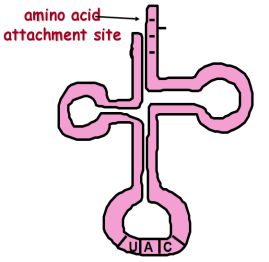 amino acid
attachment site
U A C